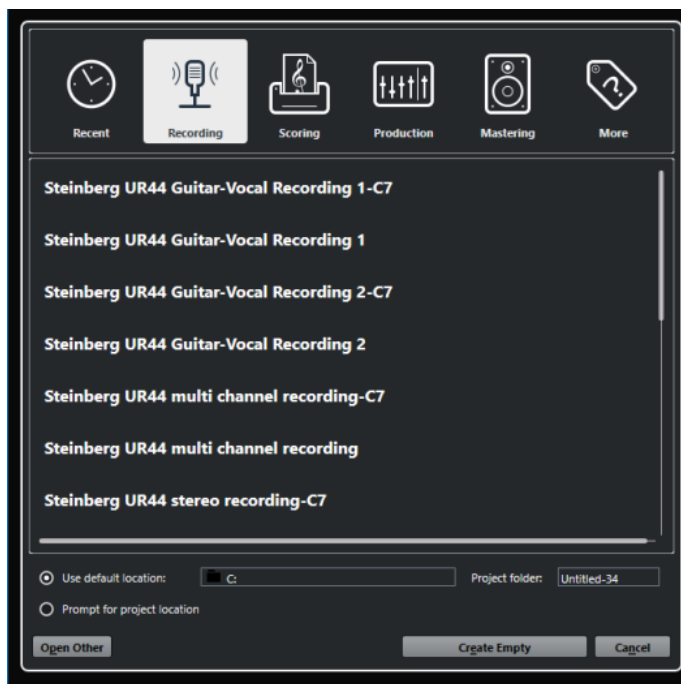 Recent Recording Scoring Production Mastering More
Steinberg UR44 Guitar-Vocal Recording 1-C7
Steinberg UR44 Guitar-Vocal Recording 1
Steinberg UR44 Guitar-Vocal Recording 2-C7
Steinberg UR44 Guitar-Vocal Recording 2
Steinberg UR44 multi channel recording-C7
Steinberg UR44 multi channel recording
Steinberg UR44 stereo recording-C7
Use default location: C: Project folder: Untitled-34
Prompt for project location
Open Other Create Empty Cancel